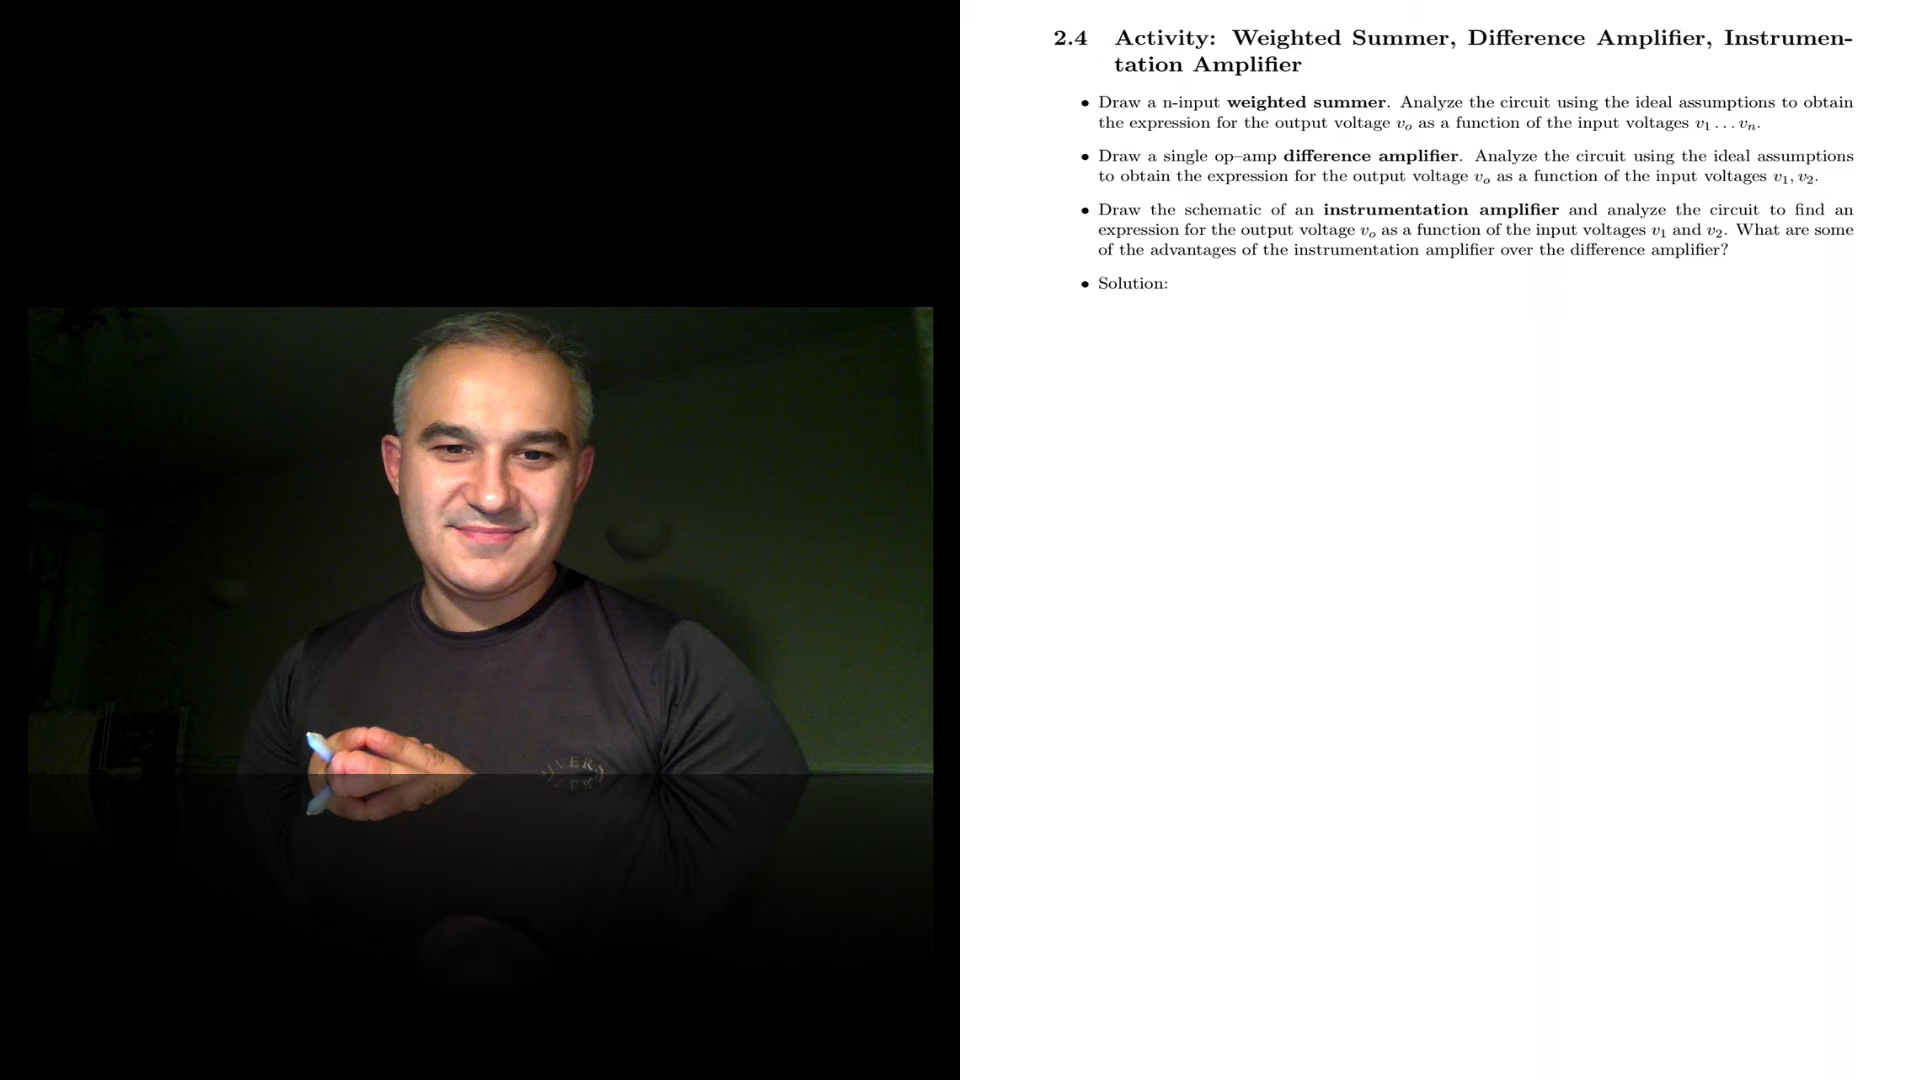 2.4 Activity: Weighted Summer, Difference Amplifier, Instrumen-
tation Amplifier
• Draw a n-input weighted summer. Analyze the circuit using the ideal assumptions to obtain
the expression for the output voltage vₒ as a function of the input voltages v₁ . . . vₙ.
• Draw a single op–amp difference amplifier. Analyze the circuit using the ideal assumptions
to obtain the expression for the output voltage vₒ as a function of the input voltages v₁, v₂.
• Draw the schematic of an instrumentation amplifier and analyze the circuit to find an
expression for the output voltage vₒ as a function of the input voltages v₁ and v₂. What are some
of the advantages of the instrumentation amplifier over the difference amplifier?
• Solution: